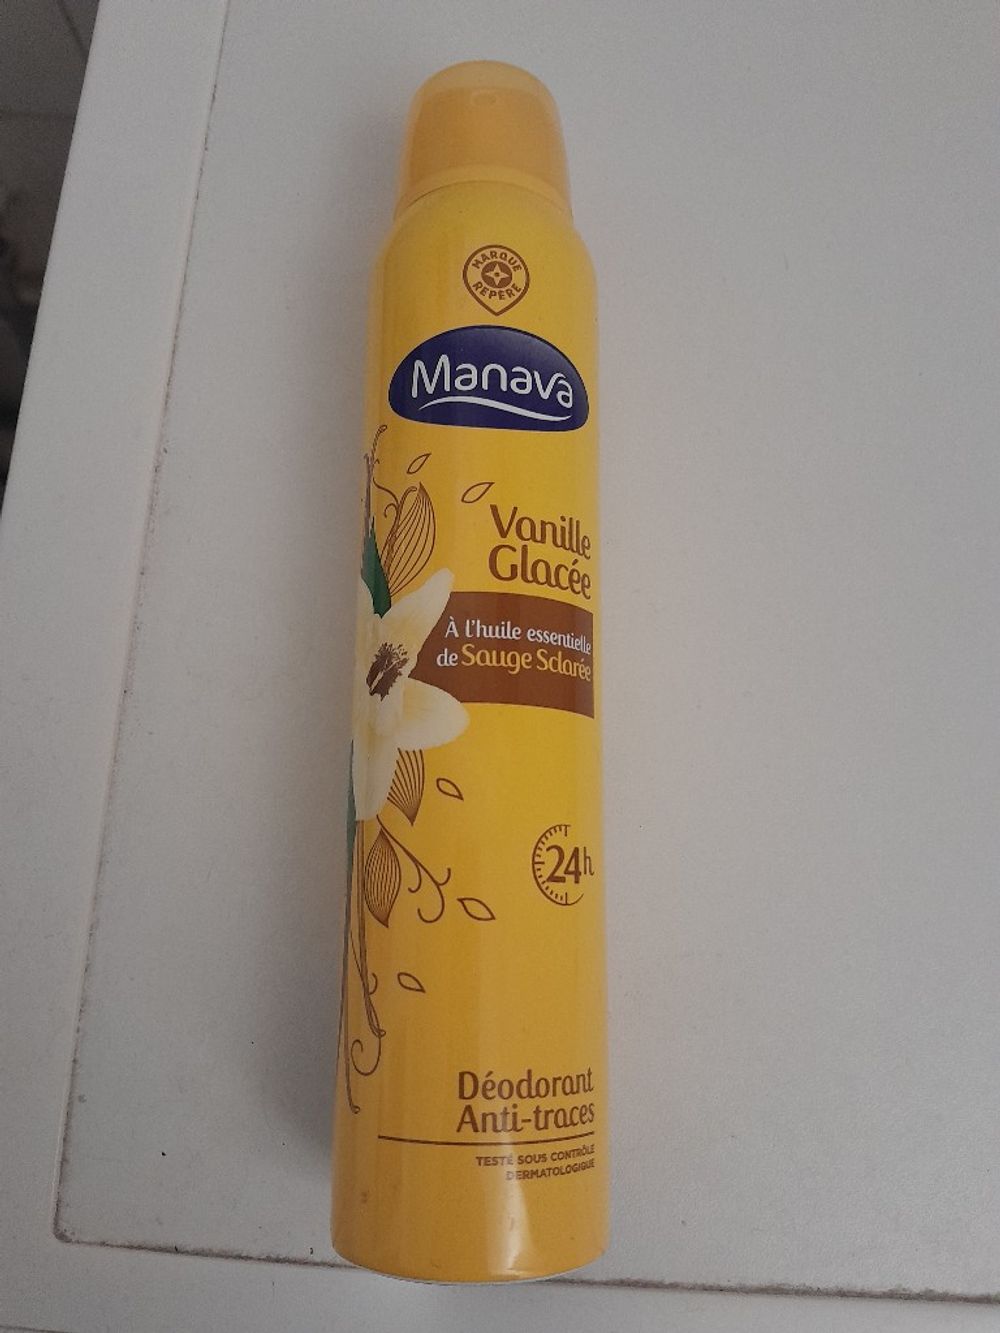 MARQUE
REPÈRE
Manava
Vanille
Glacée
À l'huile essentielle
de Sauge Sclarée
24h
Déodorant
Anti-traces
TESTÉ SOUS CONTRÔLE
DERMATOLOGIQUE